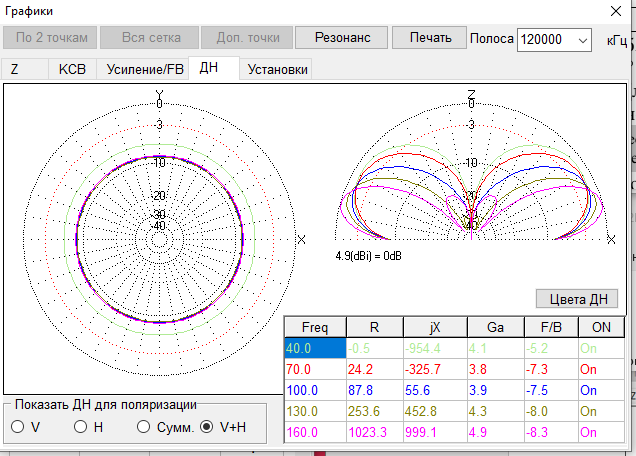 Графики
По 2 точкам Вся сетка Доп. точки Резонанс Печать Полоса 120000 кГц
Z КСВ Усиление/FB ДН Установки
Y
0
-3
-10
-20
-30
-40
X
Z
0
-3
-10
-20
-30
-40
X
4.9(dBi) = 0dB
Цвета ДН
Freq R jX Ga F/B ON
40.0 -0.5 -954.4 4.1 -5.2 On
70.0 24.2 -325.7 3.8 -7.3 On
100.0 87.8 55.6 3.9 -7.5 On
130.0 253.6 452.8 4.3 -8.0 On
160.0 1023.3 999.1 4.9 -8.3 On
Показать ДН для поляризации
V H Сумм. V+H